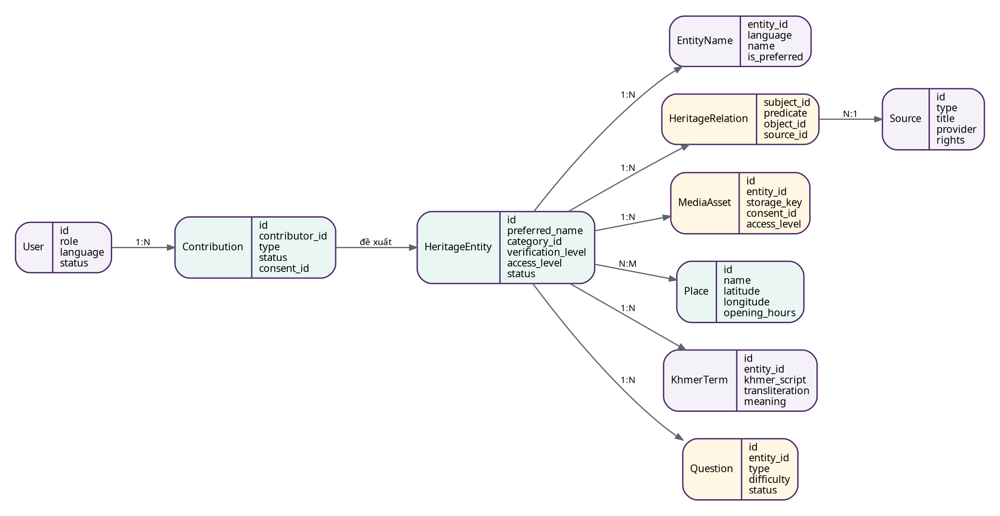 User
id
role
language
status
1:N
Contribution
id
contributor_id
type
status
consent_id
đề xuất
HeritageEntity
id
preferred_name
category_id
verification_level
access_level
status
1:N
EntityName
entity_id
language
name
is_preferred
1:N
HeritageRelation
subject_id
predicate
object_id
source_id
N:1
Source
id
type
title
provider
rights
1:N
MediaAsset
id
entity_id
storage_key
consent_id
access_level
N:M
Place
id
name
latitude
longitude
opening_hours
1:N
KhmerTerm
id
entity_id
khmer_script
transliteration
meaning
1:N
Question
id
entity_id
type
difficulty
status